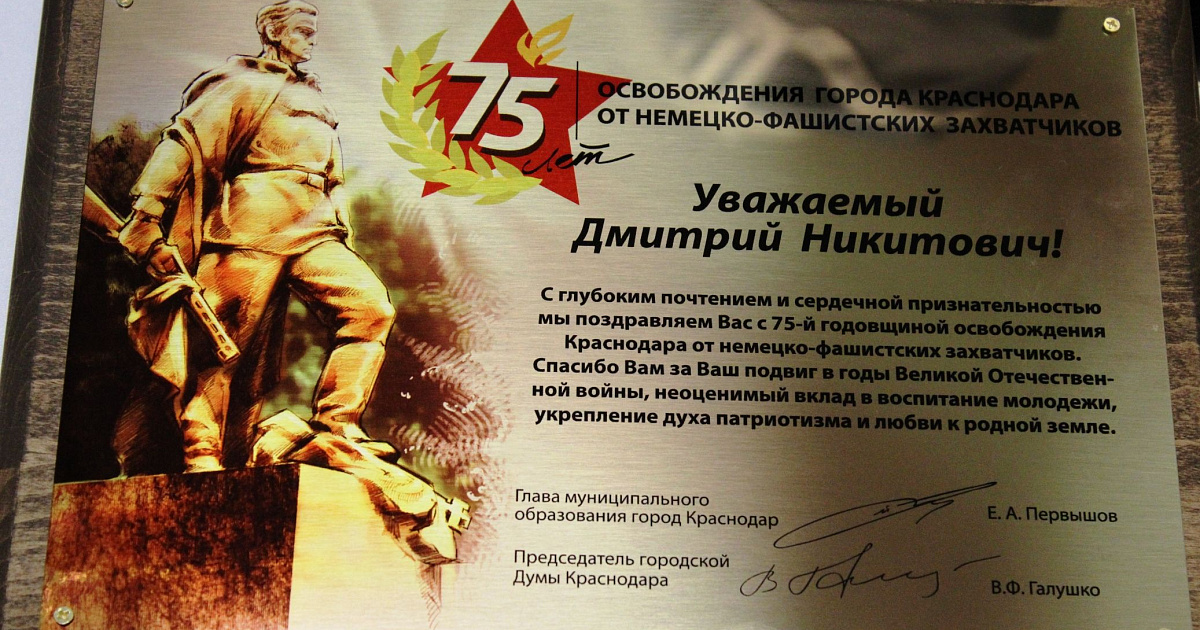 75
лет
ОСВОБОЖДЕНИЯ ГОРОДА КРАСНОДАРА
ОТ НЕМЕЦКО-ФАШИСТСКИХ ЗАХВАТЧИКОВ
Уважаемый
Дмитрий Никитович!
С глубоким почтением и сердечной признательностью
мы поздравляем Вас с 75-й годовщиной освобождения
Краснодара от немецко-фашистских захватчиков.
Спасибо Вам за Ваш подвиг в годы Великой Отечествен-
ной войны, неоценимый вклад в воспитание молодежи,
укрепление духа патриотизма и любви к родной земле.
Глава муниципального
образования город Краснодар
Е. А. Первышов
Председатель городской
Думы Краснодара
В.Ф. Галушко